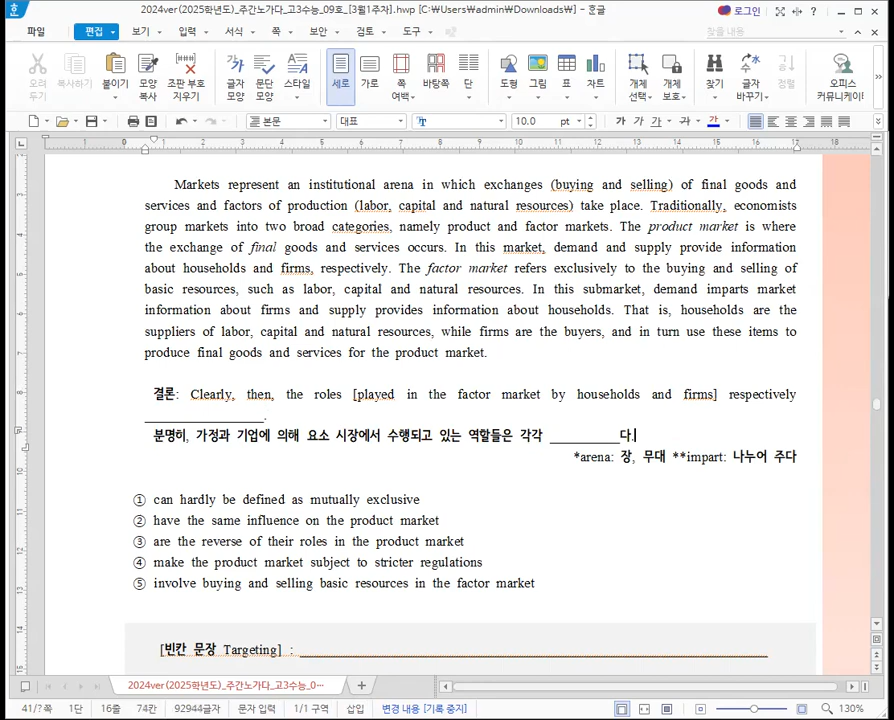 2024ver(2025학년도)_주간노가다_고3수능_09호_[3월1주차].hwp [C:₩Users₩admin₩Downloads₩] - 훈글
로그인
파일 편집 보기 입력 서식 쪽 보안 검토 도구 찾을 내용
오려 두기 복사하기 붙이기 모양 복사 조판 부호 지우기 글자 모양 문단 모양 스타일 세로 가로 쪽 여백 바탕쪽 단 도형 그림 표 차트 개체 선택 개체 보호 찾기 글자 바꾸기 정렬 오피스 커뮤니케이
본문 대표 10.0 pt 가 가 가 가 가
Markets represent an institutional arena in which exchanges (buying and selling) of final goods and
services and factors of production (labor, capital and natural resources) take place. Traditionally, economists
group markets into two broad categories, namely product and factor markets. The product market is where
the exchange of final goods and services occurs. In this market, demand and supply provide information
about households and firms, respectively. The factor market refers exclusively to the buying and selling of
basic resources, such as labor, capital and natural resources. In this submarket, demand imparts market
information about firms and supply provides information about households. That is, households are the
suppliers of labor, capital and natural resources, while firms are the buyers, and in turn use these items to
produce final goods and services for the product market.
결론: Clearly, then, the roles [played in the factor market by households and firms] respectively
____________.
분명히, 가정과 기업에 의해 요소 시장에서 수행되고 있는 역할들은 각각 __________다.
*arena: 장, 무대 **impart: 나누어 주다
① can hardly be defined as mutually exclusive
② have the same influence on the product market
③ are the reverse of their roles in the product market
④ make the product market subject to stricter regulations
⑤ involve buying and selling basic resources in the factor market
[빈칸 문장 Targeting] : ____________
2024ver(2025학년도)_주간노가다_고3수능_0…
41/?쪽 1단 16줄 74칸 92944글자 문자 입력 1/1 구역 삽입 변경 내용 [기록 중지] 130%